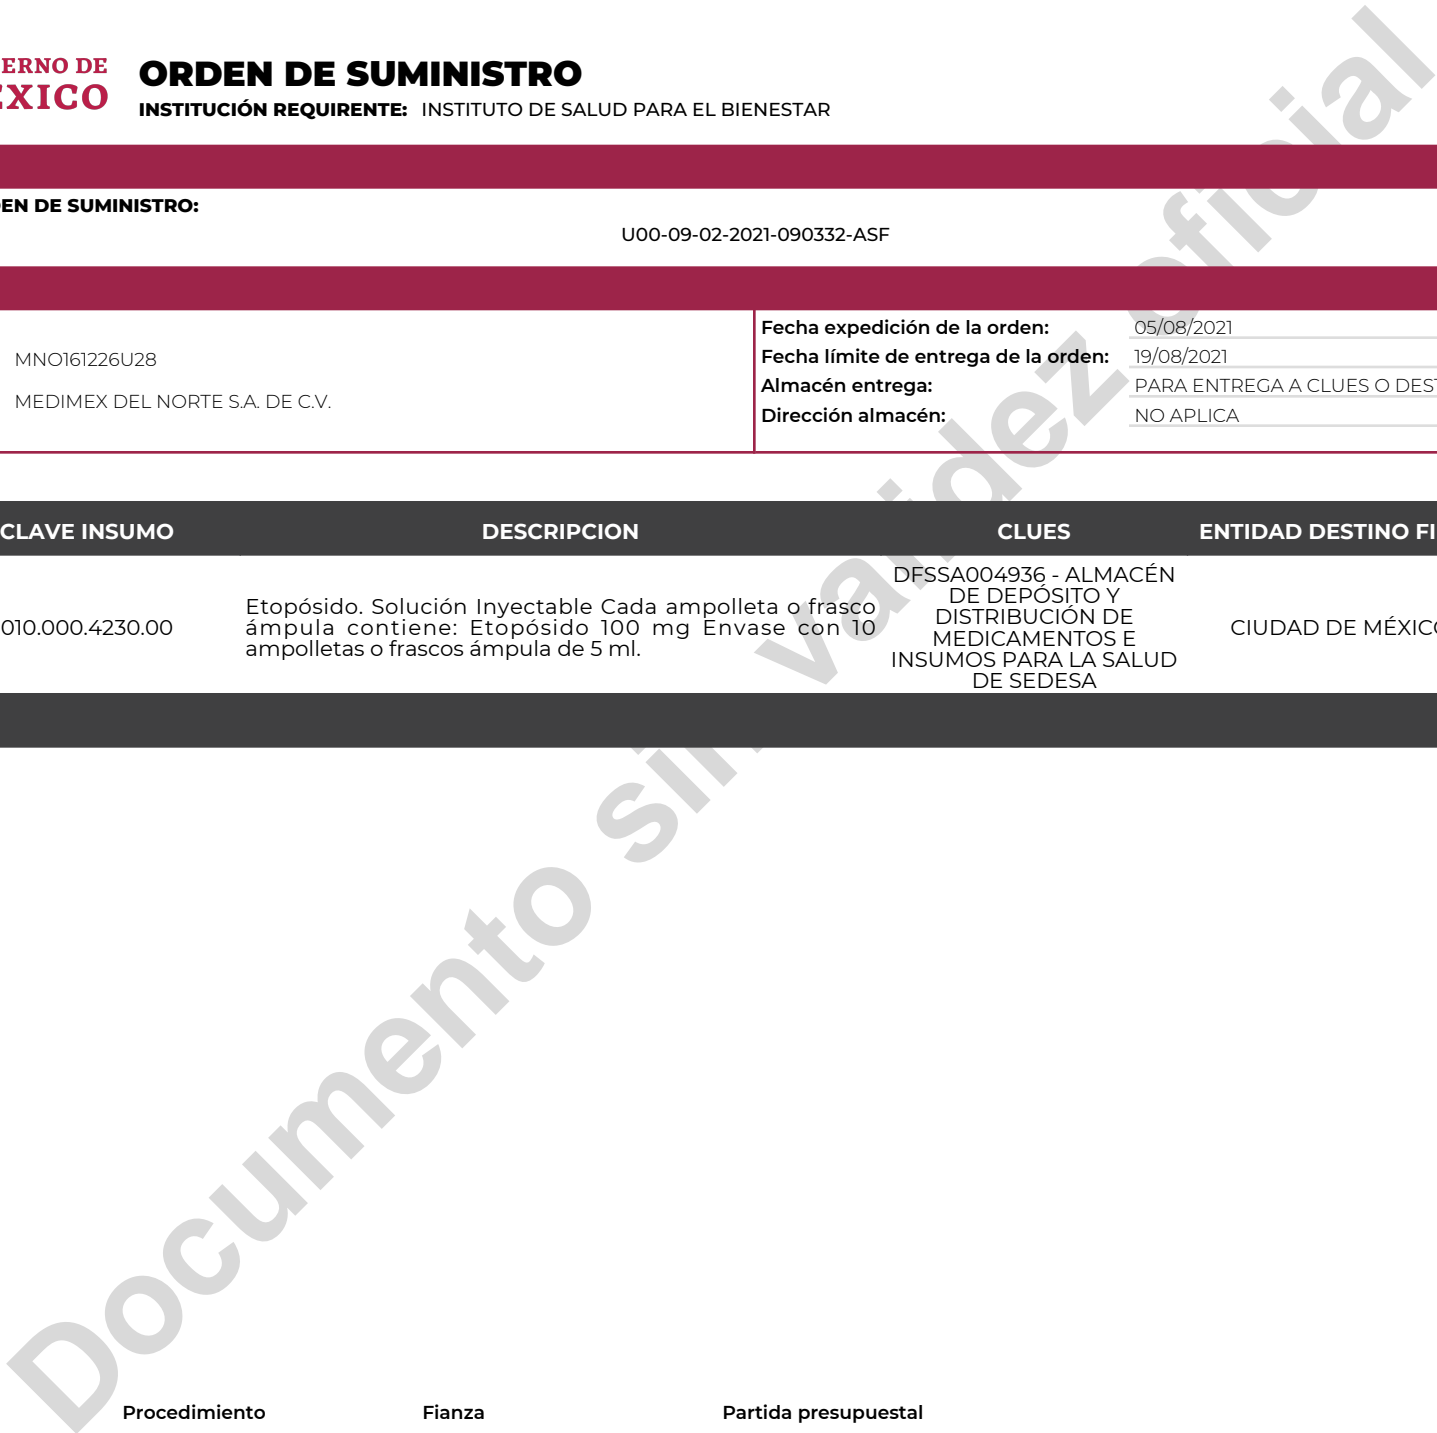 ERNO DE
ÉXICO
ORDEN DE SUMINISTRO
INSTITUCIÓN REQUIRENTE: INSTITUTO DE SALUD PARA EL BIENESTAR
EN DE SUMINISTRO:
U00-09-02-2021-090332-ASF
MNO161226U28
MEDIMEX DEL NORTE S.A. DE C.V.
Fecha expedición de la orden: 05/08/2021
Fecha límite de entrega de la orden: 19/08/2021
Almacén entrega: PARA ENTREGA A CLUES O DEST
Dirección almacén: NO APLICA
CLAVE INSUMO DESCRIPCION CLUES ENTIDAD DESTINO FI
010.000.4230.00
Etopósido. Solución Inyectable Cada ampolleta o frasco
ámpula contiene: Etopósido 100 mg Envase con 10
ampolletas o frascos ámpula de 5 ml.
DFSSA004936 - ALMACÉN
DE DEPÓSITO Y
DISTRIBUCIÓN DE
MEDICAMENTOS E
INSUMOS PARA LA SALUD
DE SEDESA
CIUDAD DE MÉXICO
Documento sin validez oficial
Procedimiento Fianza Partida presupuestal